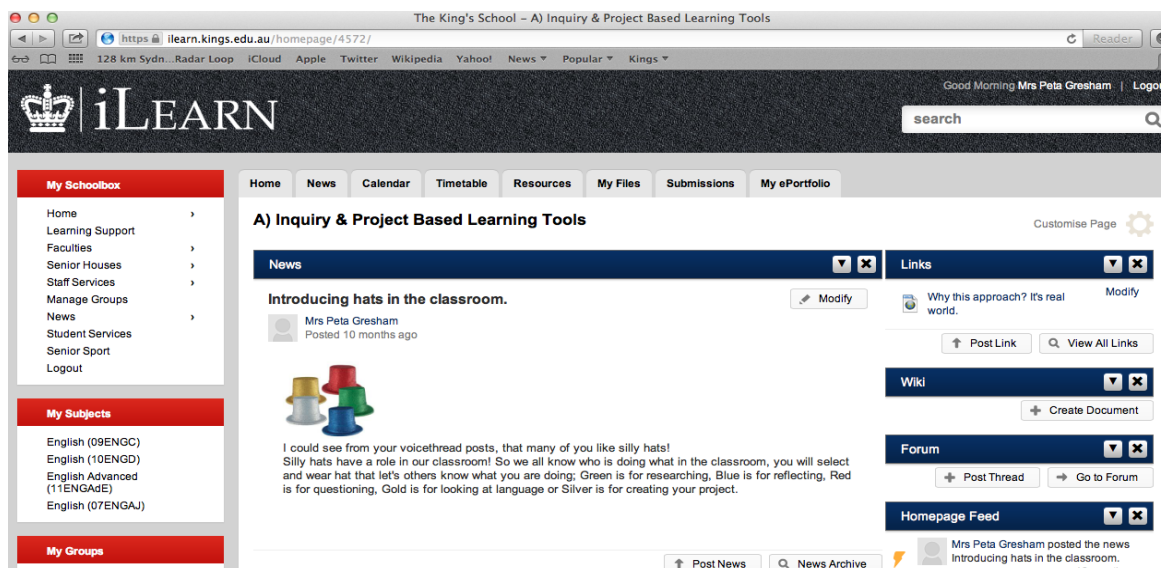 The King's School – A) Inquiry & Project Based Learning Tools
https ilearn.kings.edu.au/homepage/4572/
Reader
128 km Sydn...Radar Loop iCloud Apple Twitter Wikipedia Yahoo! News Popular Kings
Good Morning Mrs Peta Gresham | Logou
iLEARN
search
My Schoolbox
Home
Learning Support
Faculties
Senior Houses
Staff Services
Manage Groups
News
Student Services
Senior Sport
Logout
My Subjects
English (09ENGC)
English (10ENGD)
English Advanced
(11ENGAdE)
English (07ENGAJ)
My Groups
Home News Calendar Timetable Resources My Files Submissions My ePortfolio
A) Inquiry & Project Based Learning Tools
Customise Page
News
Introducing hats in the classroom.
Modify
Mrs Peta Gresham
Posted 10 months ago
I could see from your voicethread posts, that many of you like silly hats!
Silly hats have a role in our classroom! So we all know who is doing what in the classroom, you will select
and wear hat that let's others know what you are doing; Green is for researching, Blue is for reflecting, Red
is for questioning, Gold is for looking at language or Silver is for creating your project.
Post News News Archive
Links
Why this approach? It's real
world.
Modify
Post Link View All Links
Wiki
Create Document
Forum
Post Thread Go to Forum
Homepage Feed
Mrs Peta Gresham posted the news
Introducing hats in the classroom.